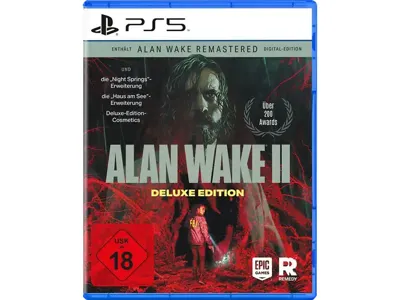 PS5
ENTHÄLT ALAN WAKE REMASTERED DIGITAL-EDITION
UND
die „Night Springs“-
Erweiterung
die „Haus am See“-
Erweiterung
Deluxe-Edition-
Cosmetics
Über
200
Awards
ALAN WAKE II
DELUXE EDITION
USK
18
EPIC
GAMES
R
REMEDY